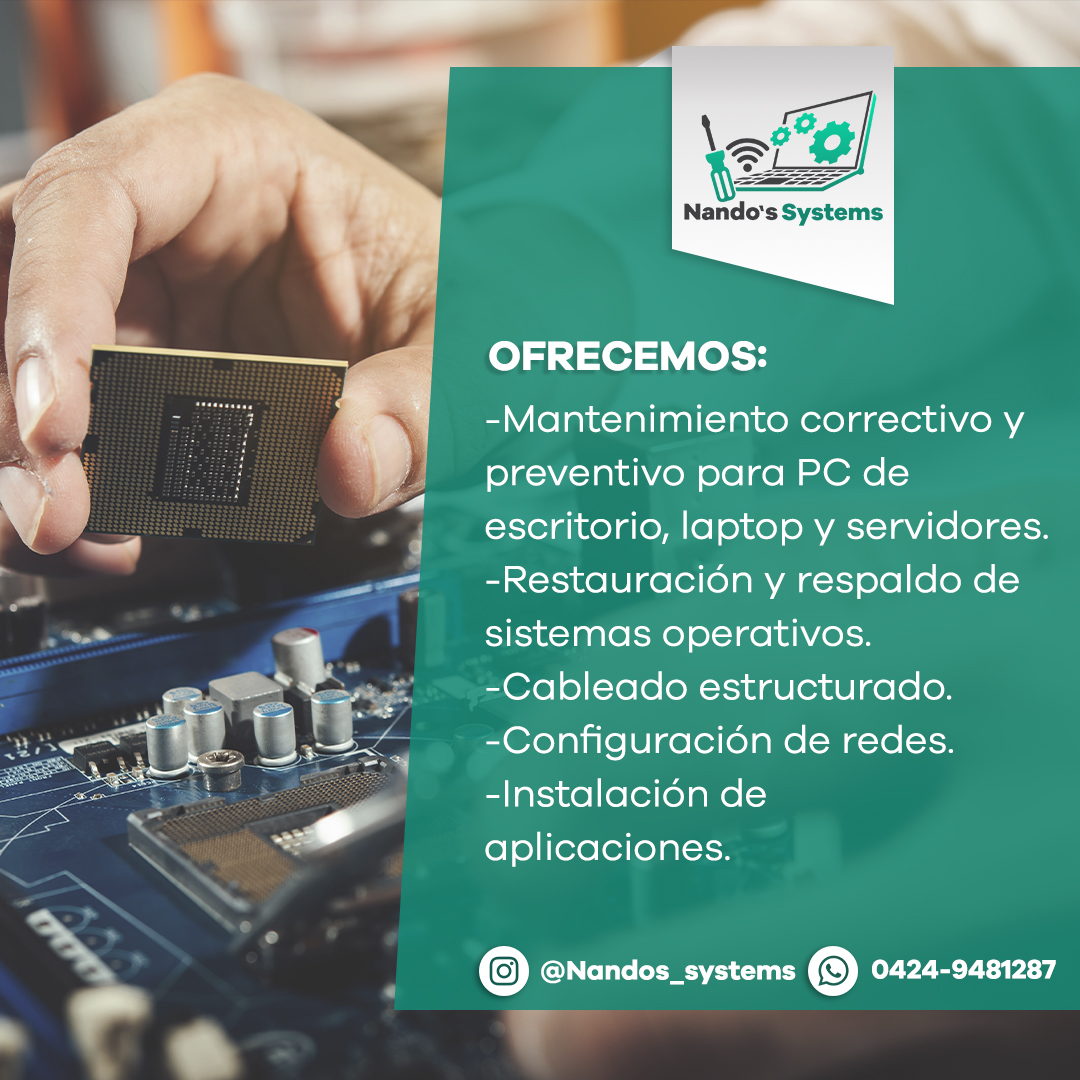 Nando's Systems
OFRECEMOS:
-Mantenimiento correctivo y
preventivo para PC de
escritorio, laptop y servidores.
-Restauración y respaldo de
sistemas operativos.
-Cableado estructurado.
-Configuración de redes.
-Instalación de
aplicaciones.
@Nandos_systems 0424-9481287